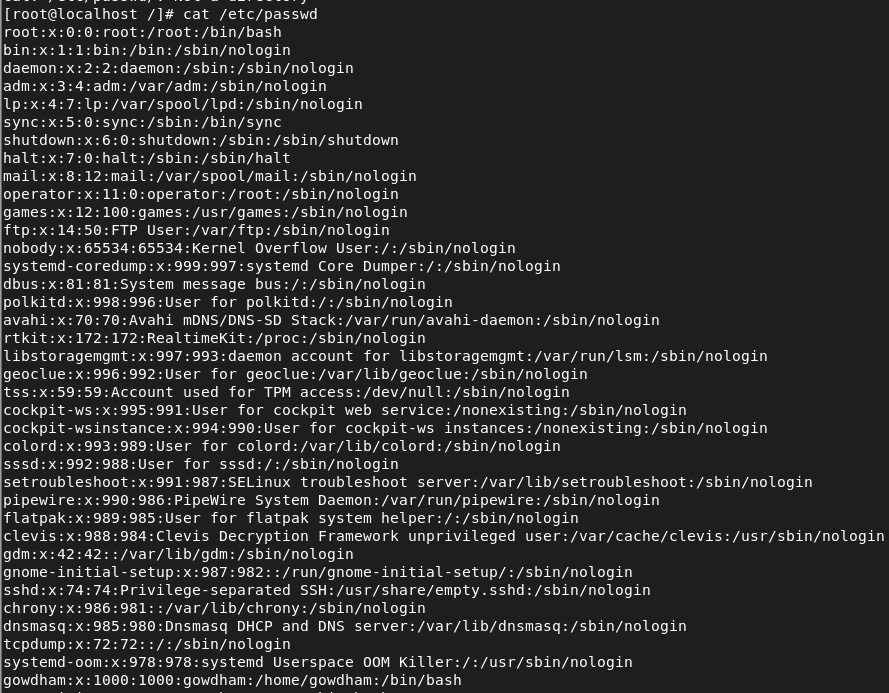 [root@localhost /]# cat /etc/passwd
root:x:0:0:root:/root:/bin/bash
bin:x:1:1:bin:/bin:/sbin/nologin
daemon:x:2:2:daemon:/sbin:/sbin/nologin
adm:x:3:4:adm:/var/adm:/sbin/nologin
lp:x:4:7:lp:/var/spool/lpd:/sbin/nologin
sync:x:5:0:sync:/sbin:/bin/sync
shutdown:x:6:0:shutdown:/sbin:/sbin/shutdown
halt:x:7:0:halt:/sbin:/sbin/halt
mail:x:8:12:mail:/var/spool/mail:/sbin/nologin
operator:x:11:0:operator:/root:/sbin/nologin
games:x:12:100:games:/usr/games:/sbin/nologin
ftp:x:14:50:FTP User:/var/ftp:/sbin/nologin
nobody:x:65534:65534:Kernel Overflow User:/:/sbin/nologin
systemd-coredump:x:999:997:systemd Core Dumper:/:/sbin/nologin
dbus:x:81:81:System message bus:/:/sbin/nologin
polkitd:x:998:996:User for polkitd:/:/sbin/nologin
avahi:x:70:70:Avahi mDNS/DNS-SD Stack:/var/run/avahi-daemon:/sbin/nologin
rtkit:x:172:172:RealtimeKit:/proc:/sbin/nologin
libstoragemgmt:x:997:993:daemon account for libstoragemgmt:/var/run/lsm:/sbin/nologin
geoclue:x:996:992:User for geoclue:/var/lib/geoclue:/sbin/nologin
tss:x:59:59:Account used for TPM access:/dev/null:/sbin/nologin
cockpit-ws:x:995:991:User for cockpit web service:/nonexisting:/sbin/nologin
cockpit-wsinstance:x:994:990:User for cockpit-ws instances:/nonexisting:/sbin/nologin
colord:x:993:989:User for colord:/var/lib/colord:/sbin/nologin
sssd:x:992:988:User for sssd:/:/sbin/nologin
setroubleshoot:x:991:987:SELinux troubleshoot server:/var/lib/setroubleshoot:/sbin/nologin
pipewire:x:990:986:PipeWire System Daemon:/var/run/pipewire:/sbin/nologin
flatpak:x:989:985:User for flatpak system helper:/:/sbin/nologin
clevis:x:988:984:Clevis Decryption Framework unprivileged user:/var/cache/clevis:/usr/sbin/nologin
gdm:x:42:42::/var/lib/gdm:/sbin/nologin
gnome-initial-setup:x:987:982::/run/gnome-initial-setup/:/sbin/nologin
sshd:x:74:74:Privilege-separated SSH:/usr/share/empty.sshd:/sbin/nologin
chrony:x:986:981::/var/lib/chrony:/sbin/nologin
dnsmasq:x:985:980:Dnsmasq DHCP and DNS server:/var/lib/dnsmasq:/sbin/nologin
tcpdump:x:72:72::/:/sbin/nologin
systemd-oom:x:978:978:systemd Userspace OOM Killer:/:/usr/sbin/nologin
gowdham:x:1000:1000:gowdham:/home/gowdham:/bin/bash